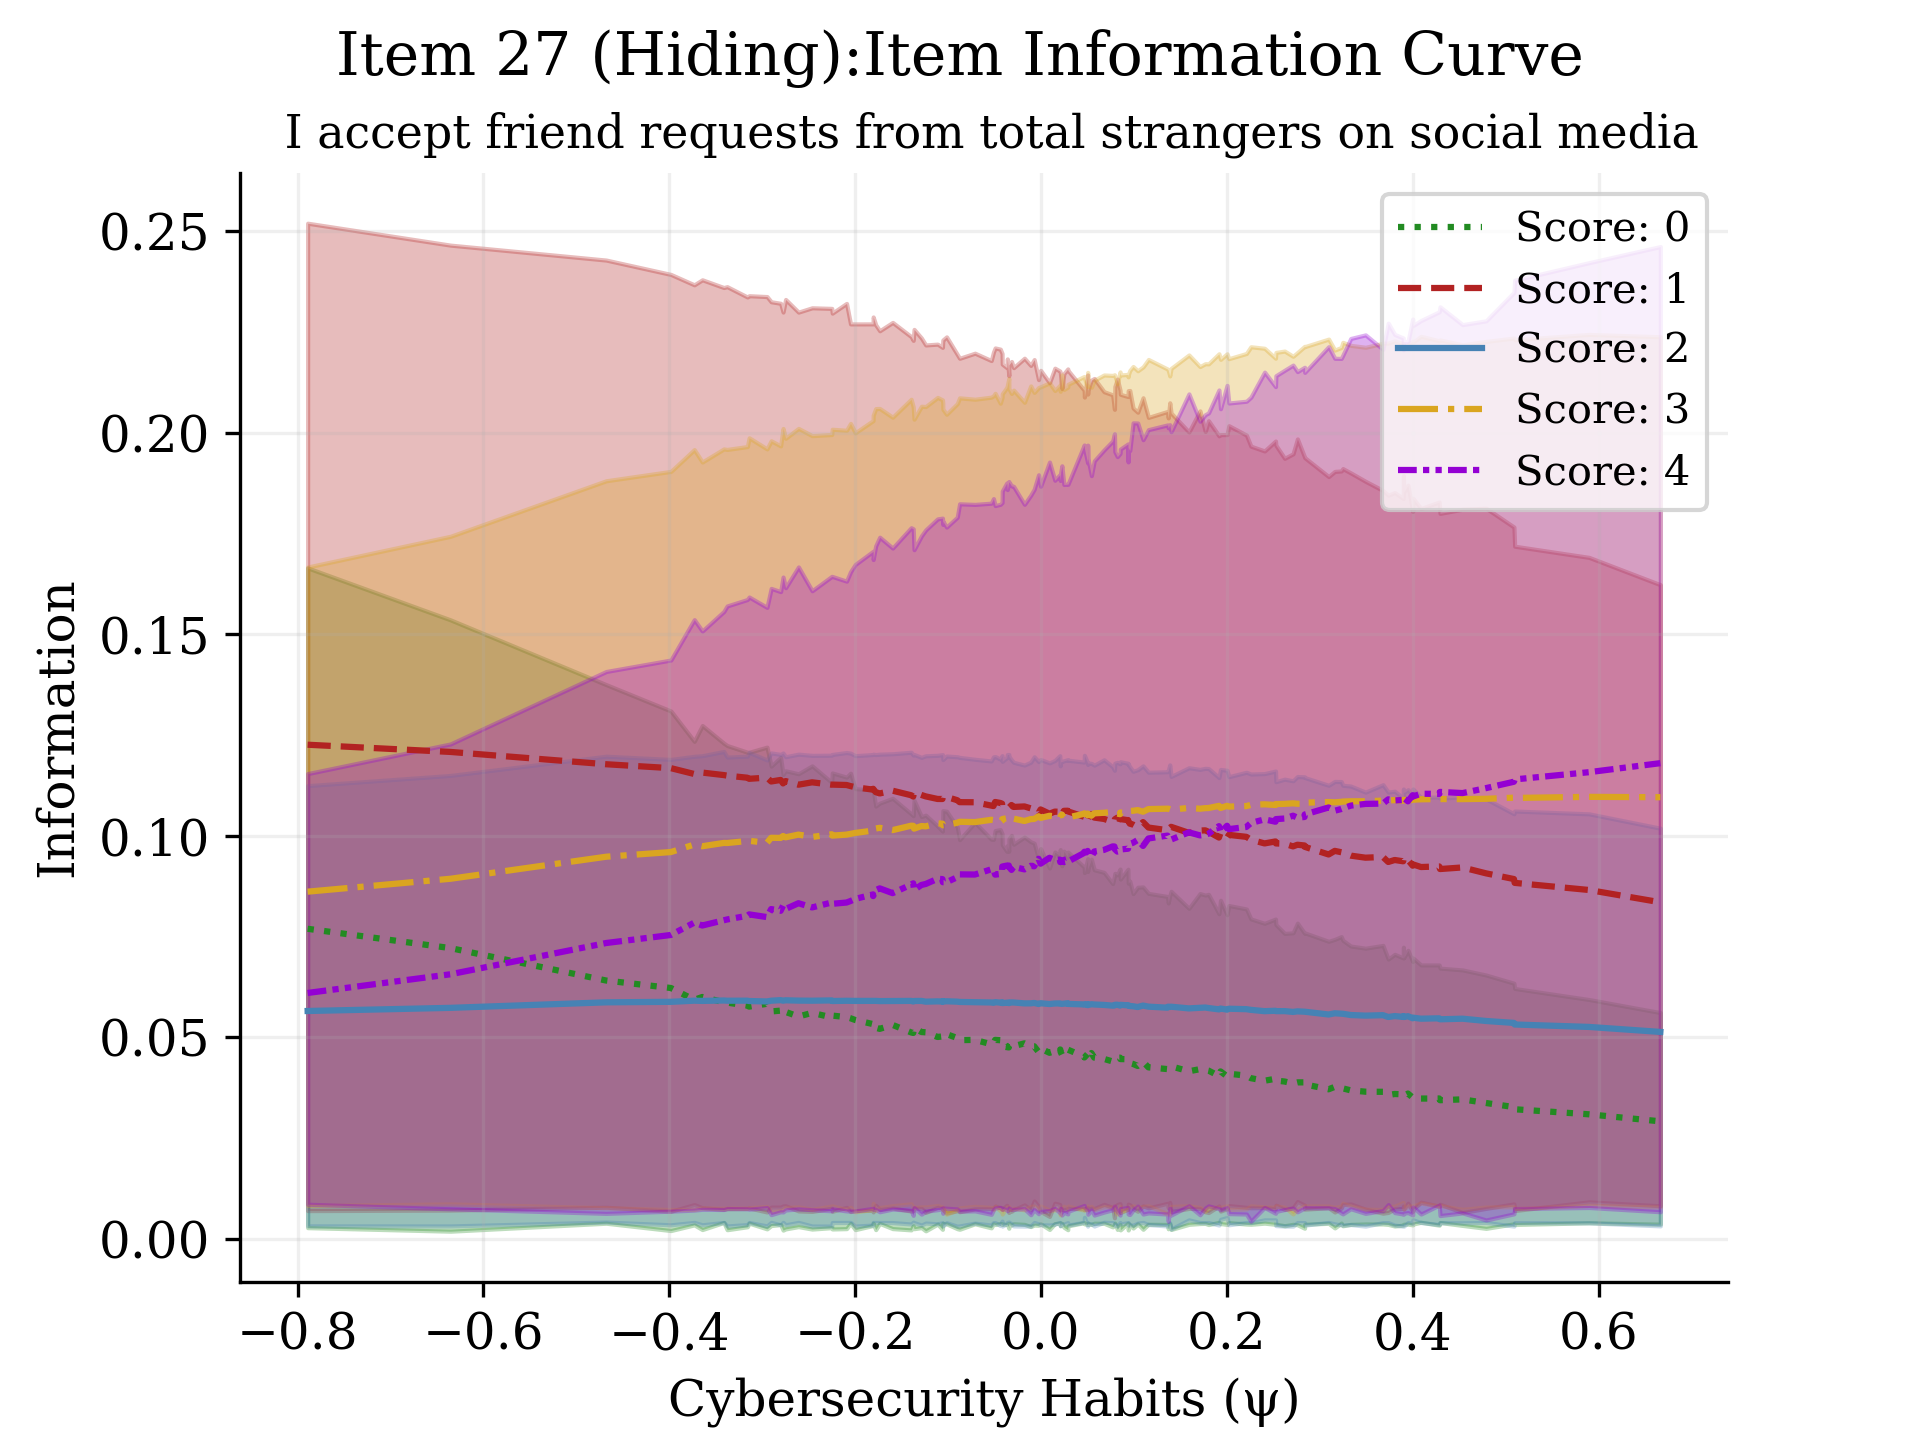 Item 27 (Hiding):Item Information Curve
I accept friend requests from total strangers on social media
Information
0.25
0.20
0.15
0.10
0.05
0.00
Score: 0
Score: 1
Score: 2
Score: 3
Score: 4
−0.8 −0.6 −0.4 −0.2 0.0 0.2 0.4 0.6
Cybersecurity Habits (ψ)